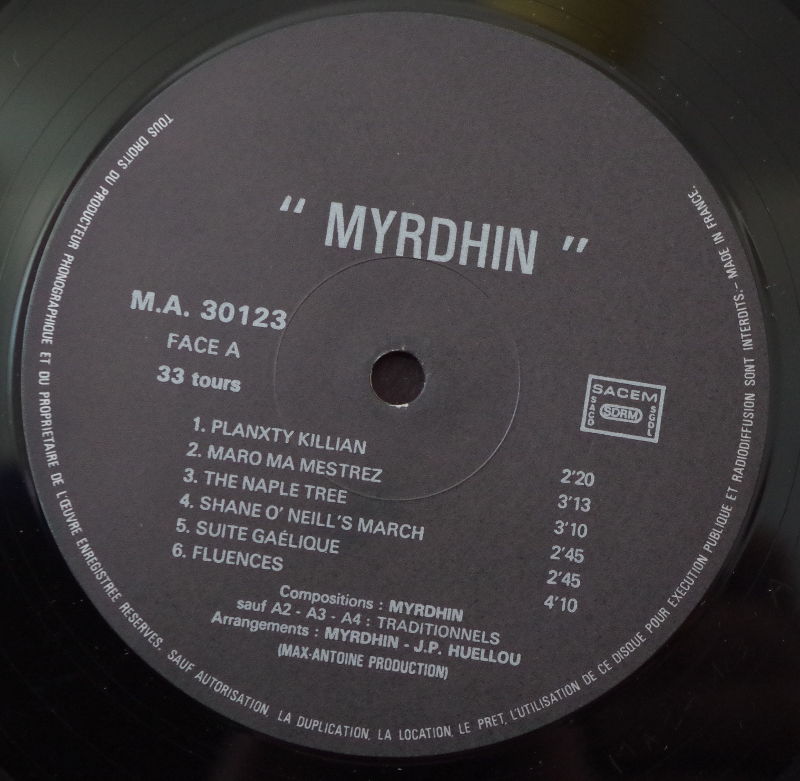 " MYRDHIN "
M.A. 30123
FACE A
33 tours
SACEM
SACD SDRM SGDL
1. PLANXTY KILLIAN 2'20
2. MARO MA MESTREZ 3'13
3. THE NAPLE TREE 3'10
4. SHANE O' NEILL'S MARCH 2'45
5. SUITE GAÉLIQUE 2'45
6. FLUENCES 4'10
Compositions : MYRDHIN
sauf A2 - A3 - A4 : TRADITIONNELS
Arrangements : MYRDHIN - J.P. HUELLOU
(MAX-ANTOINE PRODUCTION)
TOUS DROITS DU PRODUCTEUR PHONOGRAPHIQUE ET DU PROPRIETAIRE DE L'ŒUVRE ENREGISTREE RESERVES. SAUF AUTORISATION, LA DUPLICATION, LA LOCATION, LE PRET, L'UTILISATION DE CE DISQUE POUR EXECUTION PUBLIQUE ET RADIODIFFUSION SONT INTERDITS. - MADE IN FRANCE.